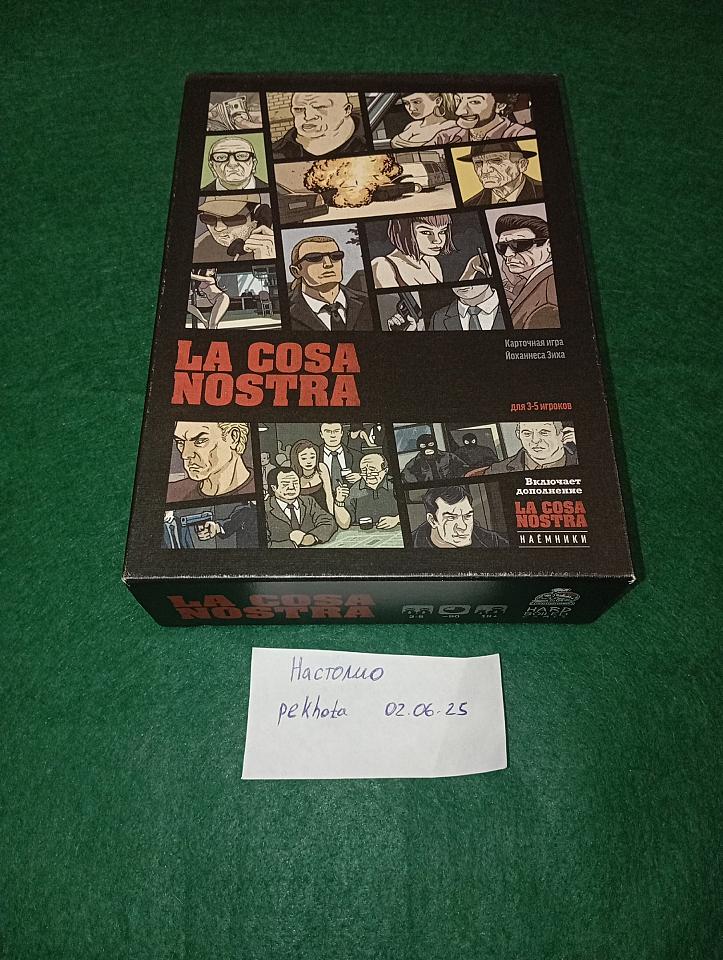 LA COSA
NOSTRA
Карточная игра
Йоханнеса Зиха
для 3-5 игроков
Включает
дополнение
LA COSA
NOSTRA
НАЁМНИКИ
LA COSA
NOSTRA
HARD
Настолио
pekhota 02.06.25